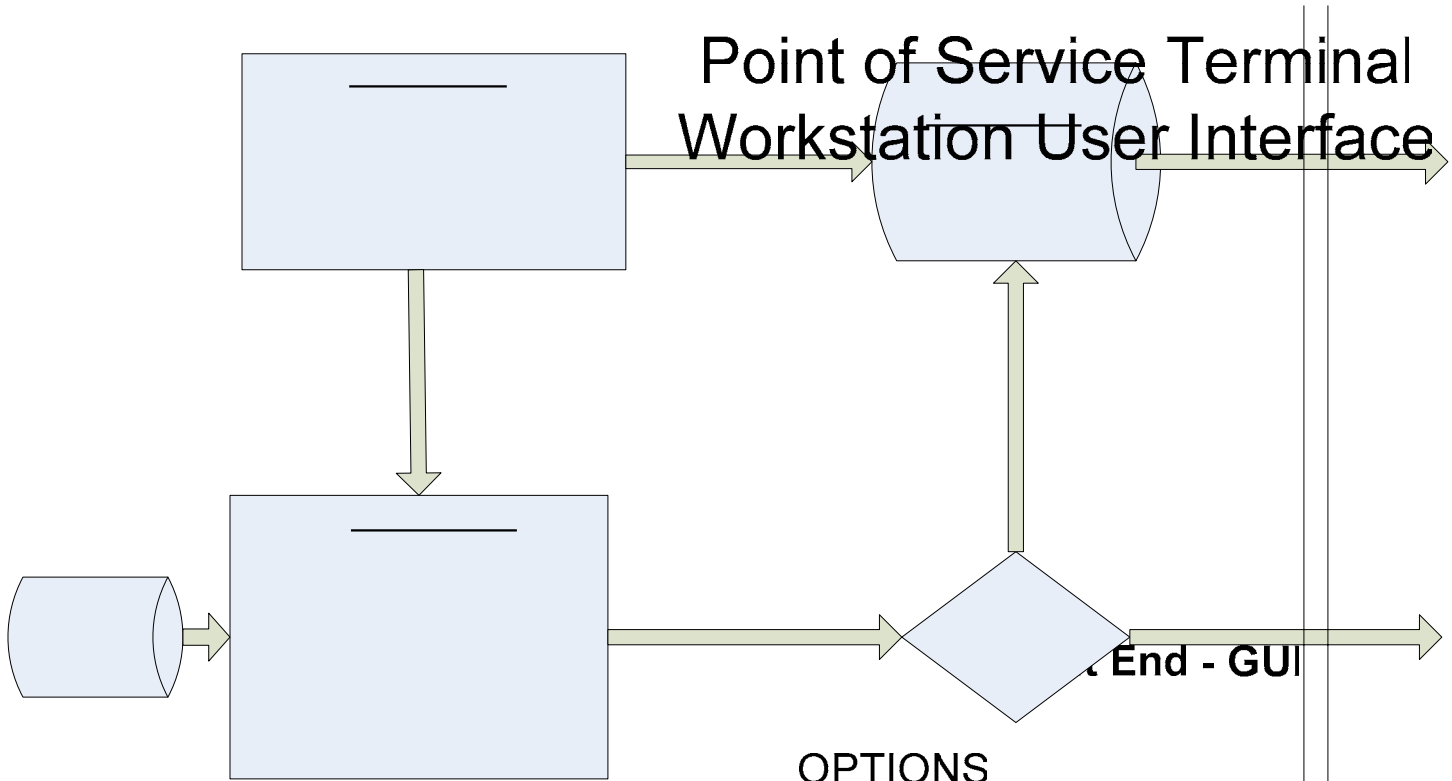 Point of Service Terminal
Workstation User Interface
End - GUI
OPTIONS